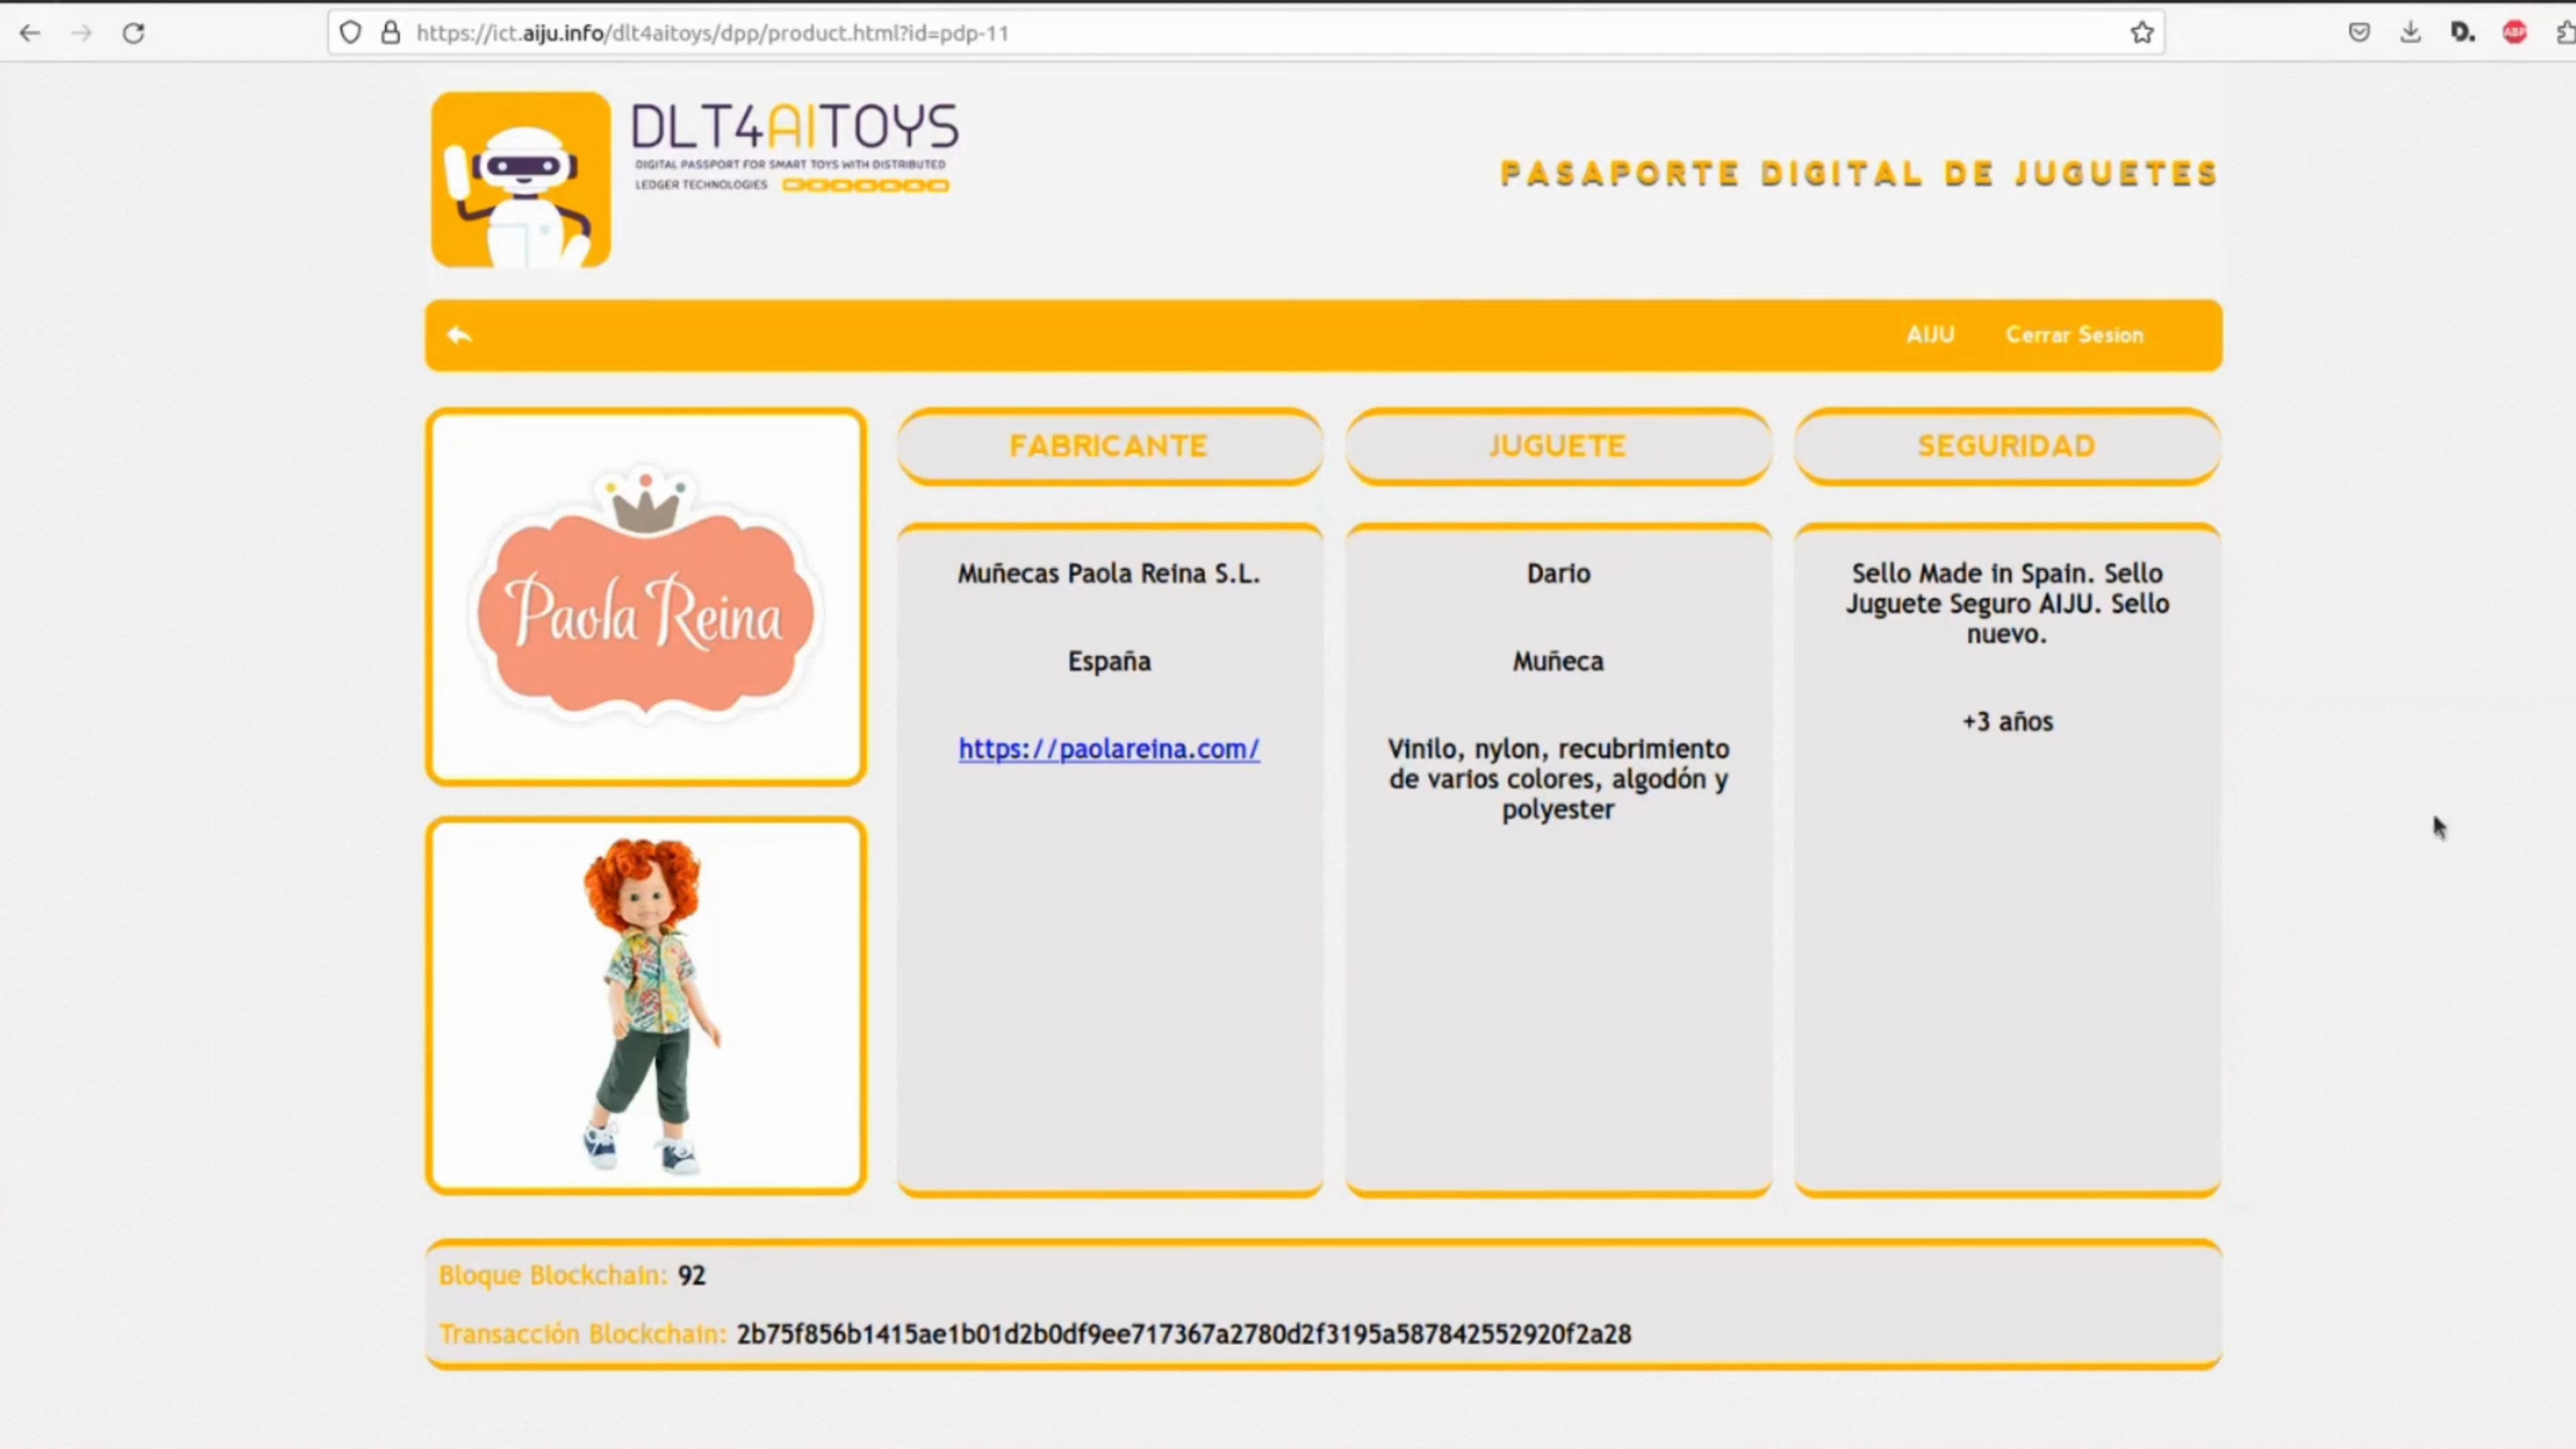 https://ict.aiju.info/dlt4aitoys/dpp/product.html?id=pdp-11
D.
ABP
DLT4AITOYS
DIGITAL PASSPORT FOR SMART TOYS WITH DISTRIBUTED
LEDGER TECHNOLOGIES
PASAPORTE DIGITAL DE JUGUETES
AIJU
Cerrar Sesion
Paola Reina
FABRICANTE
Muñecas Paola Reina S.L.
España
https://paolareina.com/
JUGUETE
Dario
Muñeca
Vinilo, nylon, recubrimiento
de varios colores, algodón y
polyester
SEGURIDAD
Sello Made in Spain. Sello
Juguete Seguro AIJU. Sello
nuevo.
+3 años
Bloque Blockchain: 92
Transacción Blockchain: 2b75f856b1415ae1b01d2b0df9ee717367a2780d2f3195a587842552920f2a28